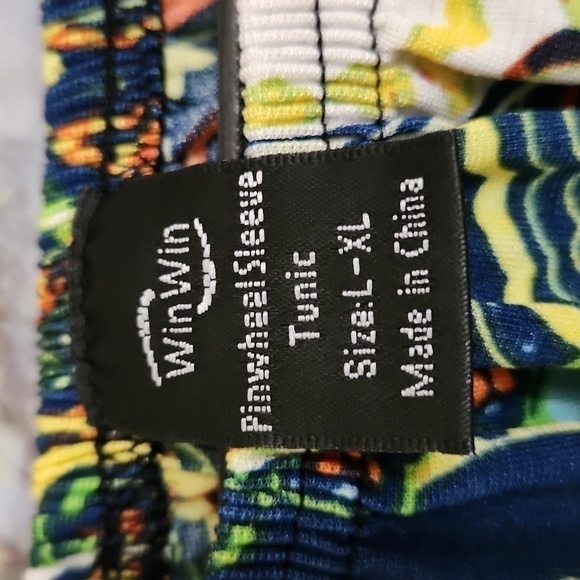 WinWin
PinwheelSleeve
Tunic
Size:L-XL
Made in China